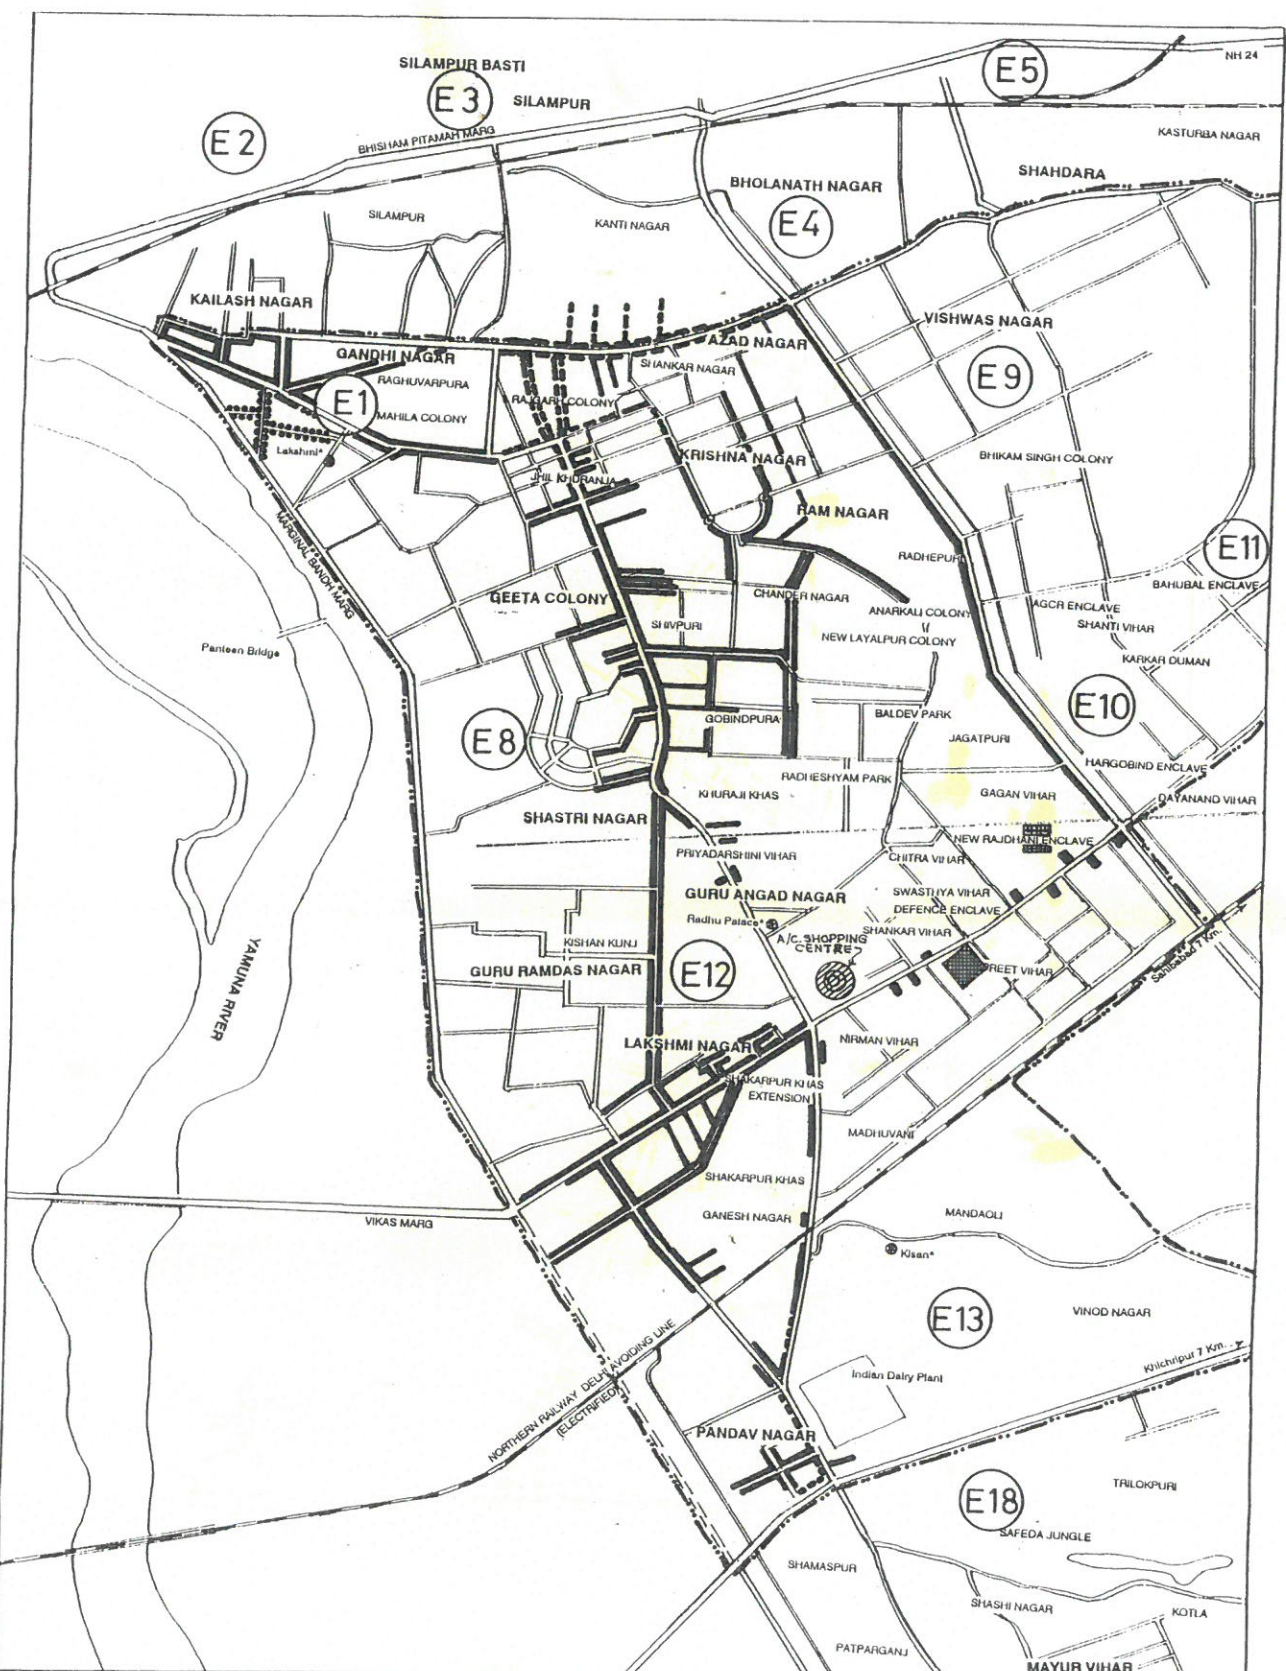 NH 24
E5
SILAMPUR BASTI
E3
SILAMPUR
E2
BHISHAM PITAMAH MARG
KASTURBA NAGAR
SHAHDARA
BHOLANATH NAGAR
E4
SILAMPUR
KANTI NAGAR
KAILASH NAGAR
VISHWAS NAGAR
AZAD NAGAR
GANDHI NAGAR
SHANKAR NAGAR
RAGHUVARPURA
E9
E1
RAJGARH COLONY
MAHILA COLONY
Lakshmi*
KRISHNA NAGAR
BHIKAM SINGH COLONY
JHIL KHURANJA
RAM NAGAR
MARGINAL BANDH MARG
E11
RADHEPURI
BAHUBAL ENCLAVE
GEETA COLONY
CHANDER NAGAR
ANARKALI COLONY
AGCR ENCLAVE
SHIVPURI
SHANTI VIHAR
NEW LAYALPUR COLONY
Panteen Bridge
KARKAR DUMAN
E10
GOBINDPURA
BALDEV PARK
E8
JAGATPURI
HARGOBIND ENCLAVE
RADHESHYAM PARK
KHURAJI KHAS
GAGAN VIHAR
DAYANAND VIHAR
SHASTRI NAGAR
NEW RAJDHANI ENCLAVE
PRIYADARSHINI VIHAR
CHITRA VIHAR
GURU ANGAD NAGAR
SWASTHYA VIHAR
DEFENCE ENCLAVE
Radhu Palace*
SHANKAR VIHAR
A/C. SHOPPING
CENTRE
KISHAN KUNJ
Sahibabad 7 Km.
GURU RAMDAS NAGAR
E12
PREET VIHAR
YAMUNA RIVER
LAKSHMI NAGAR
NIRMAN VIHAR
SHAKARPUR KHAS
EXTENSION
MADHUVANI
SHAKARPUR KHAS
VIKAS MARG
GANESH NAGAR
MANDAOLI
Kisan*
E13
VINOD NAGAR
NORTHERN RAILWAY DELHI AVOIDING LINE
(ELECTRIFIED)
Khichripur 7 Km.
Indian Dairy Plant
PANDAV NAGAR
TRILOKPURI
E18
SAFEDA JUNGLE
SHAMASPUR
SHASHI NAGAR
KOTLA
PATPARGANJ
MAYUR VIHAR